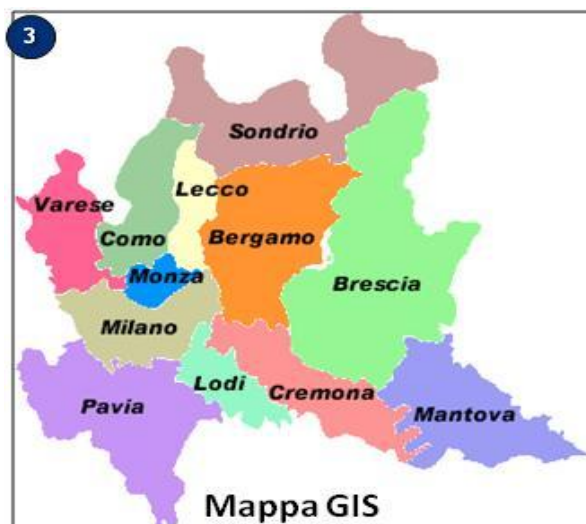 3
Sondrio
Lecco
Varese
Como
Bergamo
Monza
Brescia
Milano
Lodi
Cremona
Pavia
Mantova
Mappa GIS